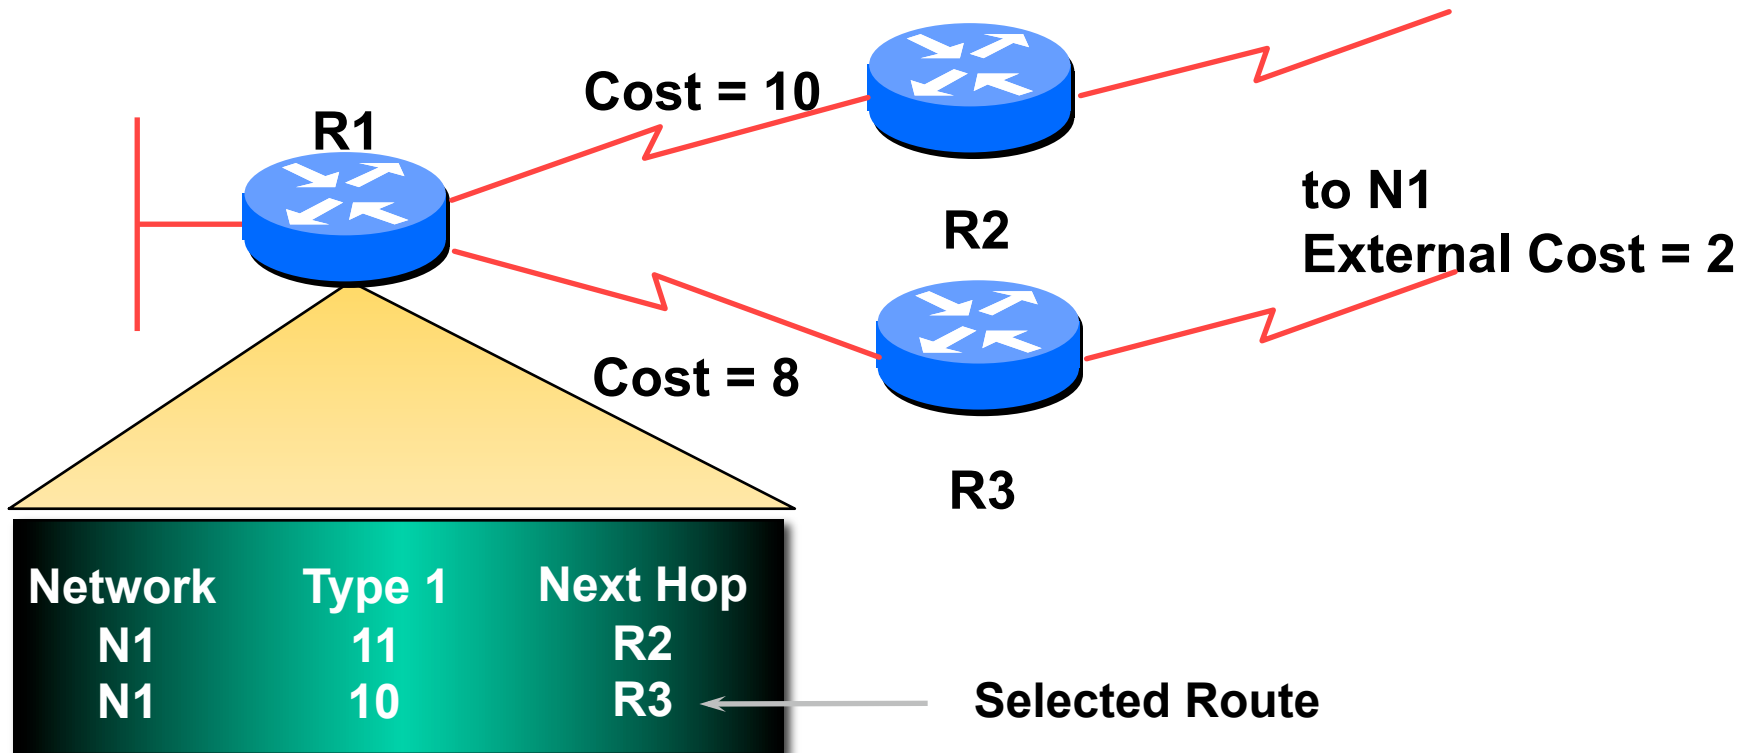 Cost = 10
R1
to N1
External Cost = 2
R2
Cost = 8
R3
Network Type 1 Next Hop
N1 11 R2
N1 10 R3
Selected Route